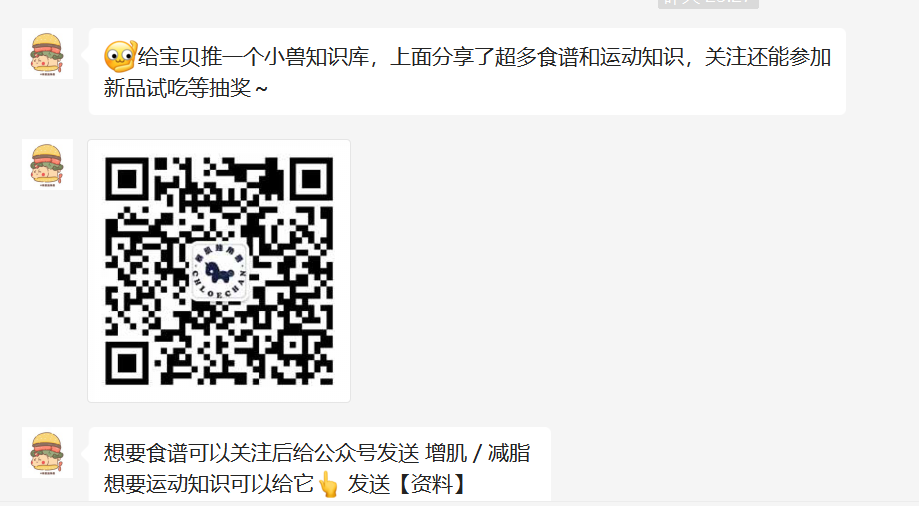 给宝贝推一个小兽知识库，上面分享了超多食谱和运动知识，关注还能参加
新品试吃等抽奖～
CHLOECHAN
想要食谱可以关注后给公众号发送 增肌 / 减脂
想要运动知识可以给它 发送【资料】